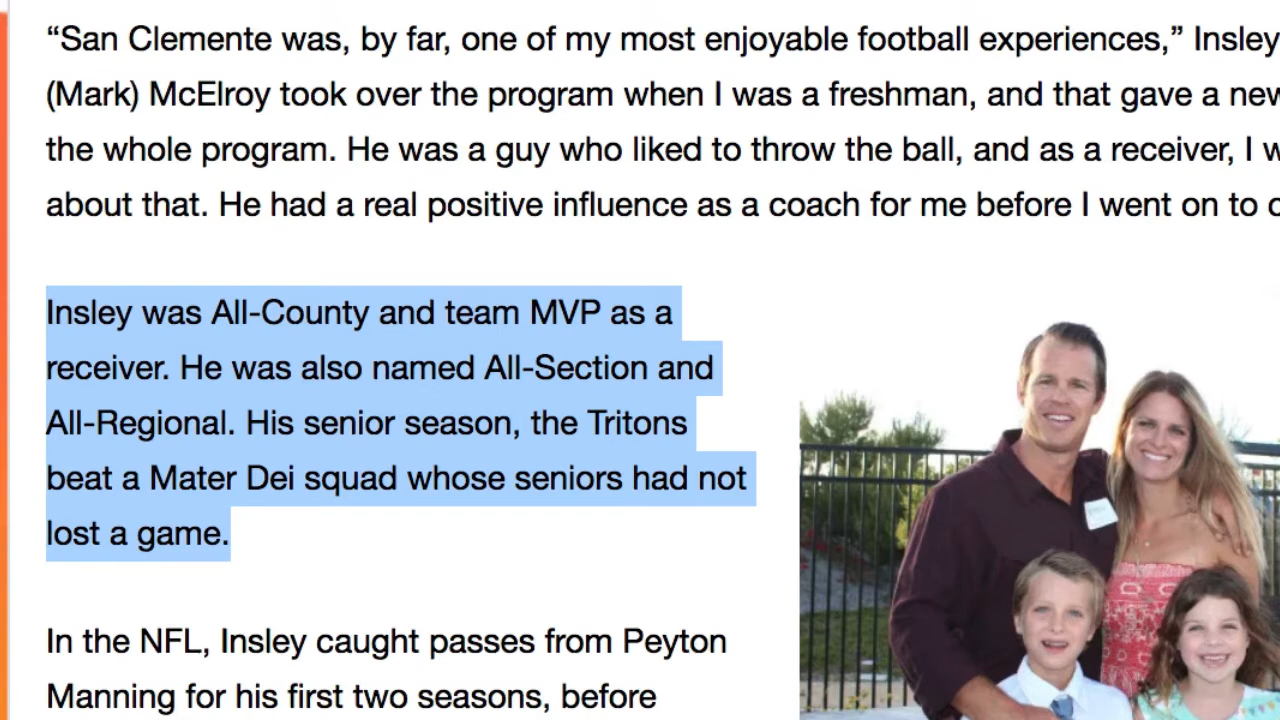 “San Clemente was, by far, one of my most enjoyable football experiences,” Insley
(Mark) McElroy took over the program when I was a freshman, and that gave a new
the whole program. He was a guy who liked to throw the ball, and as a receiver, I w
about that. He had a real positive influence as a coach for me before I went on to c
Insley was All-County and team MVP as a
receiver. He was also named All-Section and
All-Regional. His senior season, the Tritons
beat a Mater Dei squad whose seniors had not
lost a game.
In the NFL, Insley caught passes from Peyton
Manning for his first two seasons, before